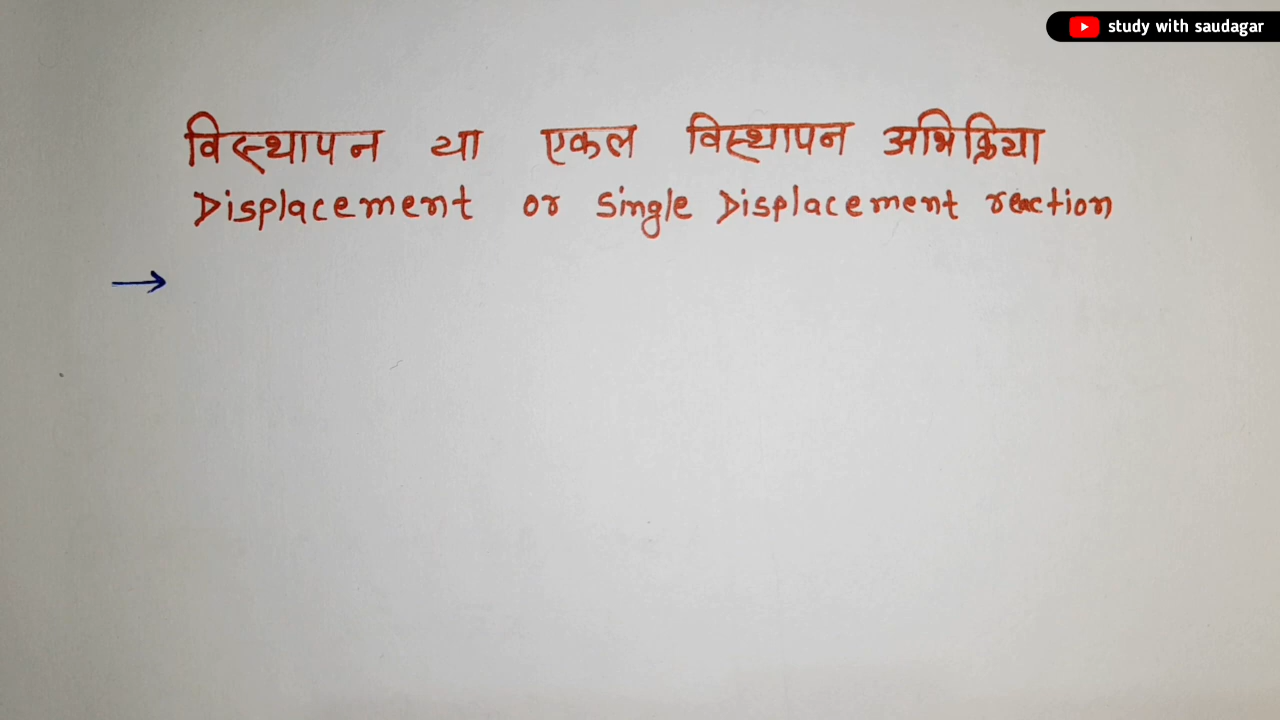 study with saudagar
विस्थापन या एकल विस्थापन अभिक्रिया
Displacement or Single Displacement reaction
→